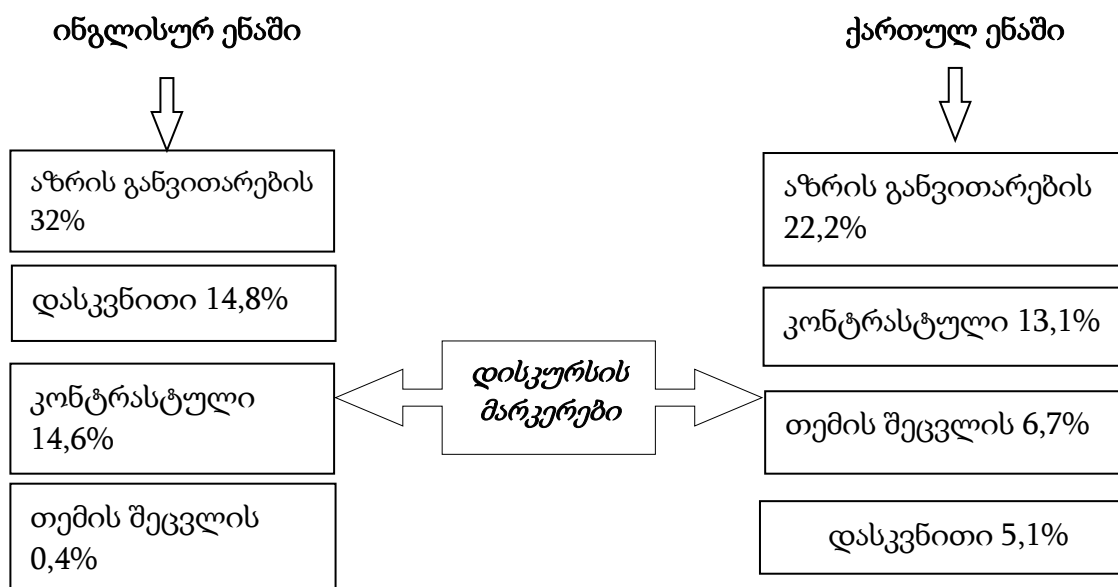 ინგლისურ ენაში
აზრის განვითარების
32%
დასკვნითი 14,8%
კონტრასტული
14,6%
თემის შეცვლის
0,4%
დისკურსის
მარკერები
ქართულ ენაში
აზრის განვითარების
22,2%
კონტრასტული 13,1%
თემის შეცვლის 6,7%
დასკვნითი 5,1%